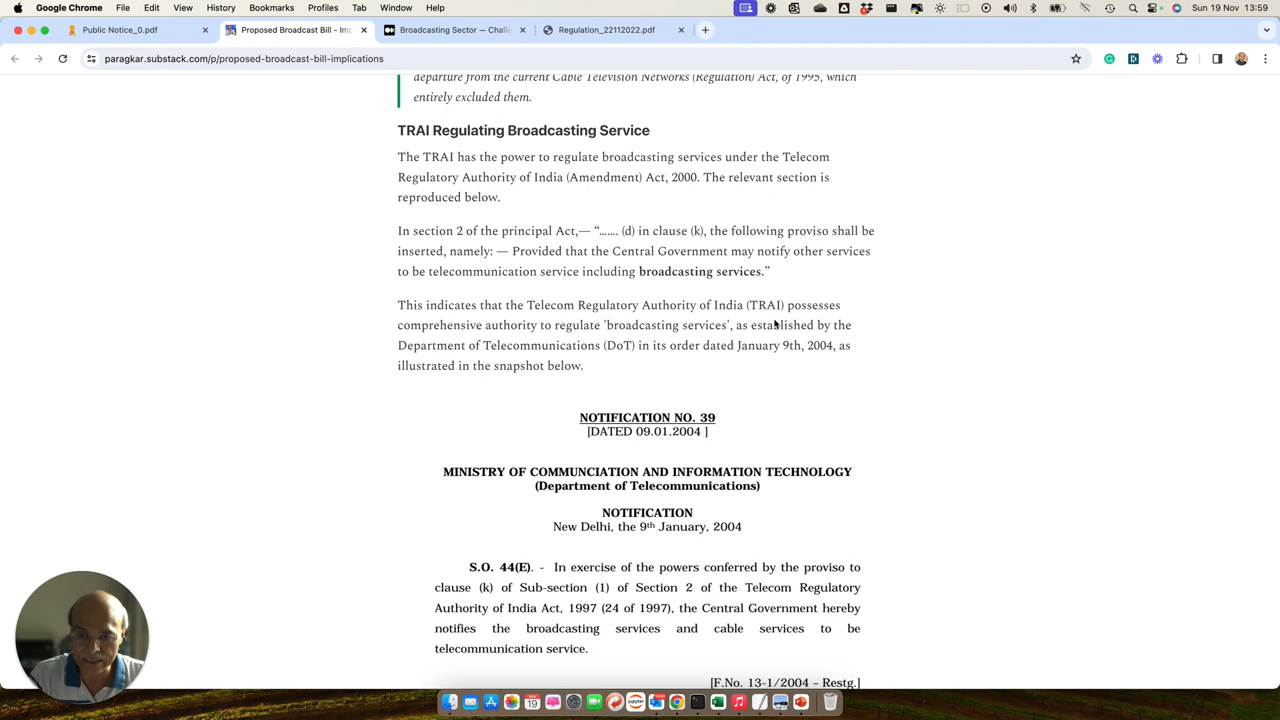 Google Chrome File Edit View History Bookmarks Profiles Tab Window Help Sun 19 Nov 13:59
Public Notice_0.pdf Proposed Broadcast Bill - Imp Broadcasting Sector — Challe Regulation_22112022.pdf
paragkar.substack.com/p/proposed-broadcast-bill-implications
departure from the current Cable Television Networks (Regulation) Act, of 1995, which
entirely excluded them.
TRAI Regulating Broadcasting Service
The TRAI has the power to regulate broadcasting services under the Telecom
Regulatory Authority of India (Amendment) Act, 2000. The relevant section is
reproduced below.
In section 2 of the principal Act,— “……. (d) in clause (k), the following proviso shall be
inserted, namely: — Provided that the Central Government may notify other services
to be telecommunication service including broadcasting services.”
This indicates that the Telecom Regulatory Authority of India (TRAI) possesses
comprehensive authority to regulate 'broadcasting services', as established by the
Department of Telecommunications (DoT) in its order dated January 9th, 2004, as
illustrated in the snapshot below.
NOTIFICATION NO. 39
[DATED 09.01.2004 ]
MINISTRY OF COMMUNCIATION AND INFORMATION TECHNOLOGY
(Department of Telecommunications)
NOTIFICATION
New Delhi, the 9th January, 2004
S.O. 44(E). - In exercise of the powers conferred by the proviso to
clause (k) of Sub-section (1) of Section 2 of the Telecom Regulatory
Authority of India Act, 1997 (24 of 1997), the Central Government hereby
notifies the broadcasting services and cable services to be
telecommunication service.
[F.No. 13-1/2004 – Restg.]